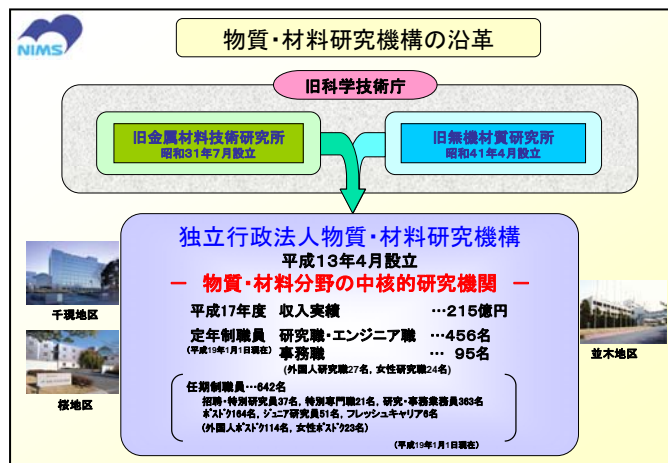 NIMS
物質・材料研究機構の沿革
旧科学技術庁
旧金属材料技術研究所
昭和31年7月設立
旧無機材質研究所
昭和41年4月設立
独立行政法人物質・材料研究機構
平成13年4月設立
― 物質・材料分野の中核的研究機関 ―
平成17年度 収入実績 …215億円
定年制職員 研究職・エンジニア職 …456名
(平成19年1月1日現在) 事務職 … 95名
(外国人研究職27名, 女性研究職24名)
任期制職員…642名
招聘・特別研究員37名, 特別専門職21名, 研究・事務業務員363名
ポスドク164名, ジュニア研究員51名, フレッシュキャリア6名
(外国人ポスドク114名, 女性ポスドク23名)
(平成19年1月1日現在)
千現地区
桜地区
並木地区